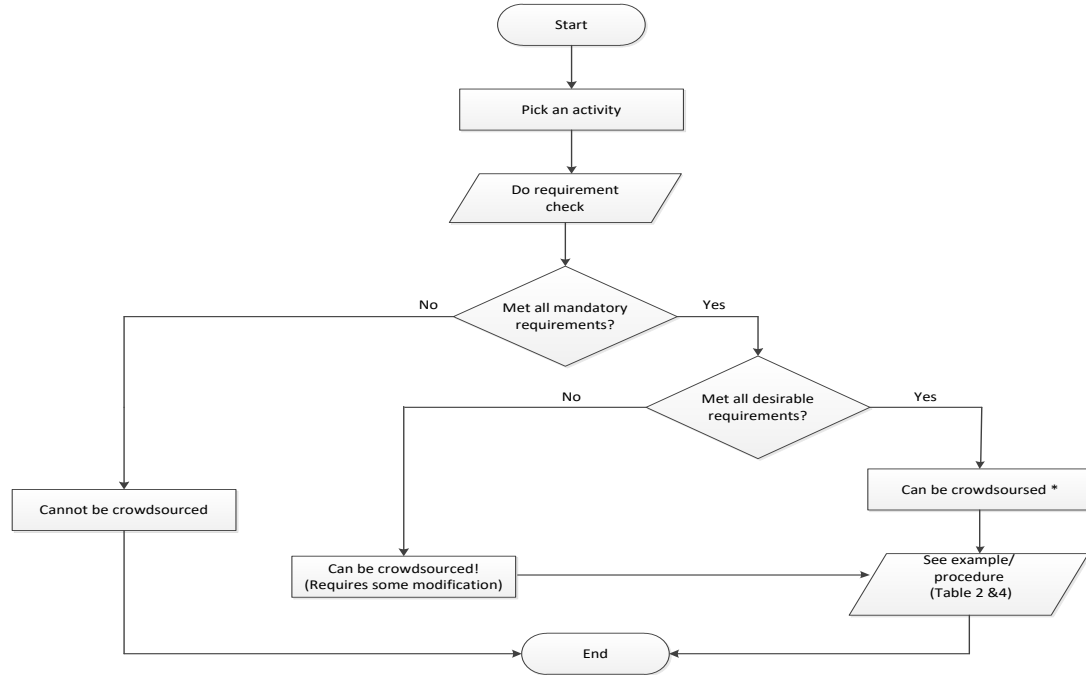 Start
Pick an activity
Do requirement
check
No
Met all mandatory
requirements?
Yes
No
Met all desirable
requirements?
Yes
Cannot be crowdsourced
Can be crowdsoursed *
Can be crowdsourced!
(Requires some modification)
See example/
procedure
(Table 2 &4)
End